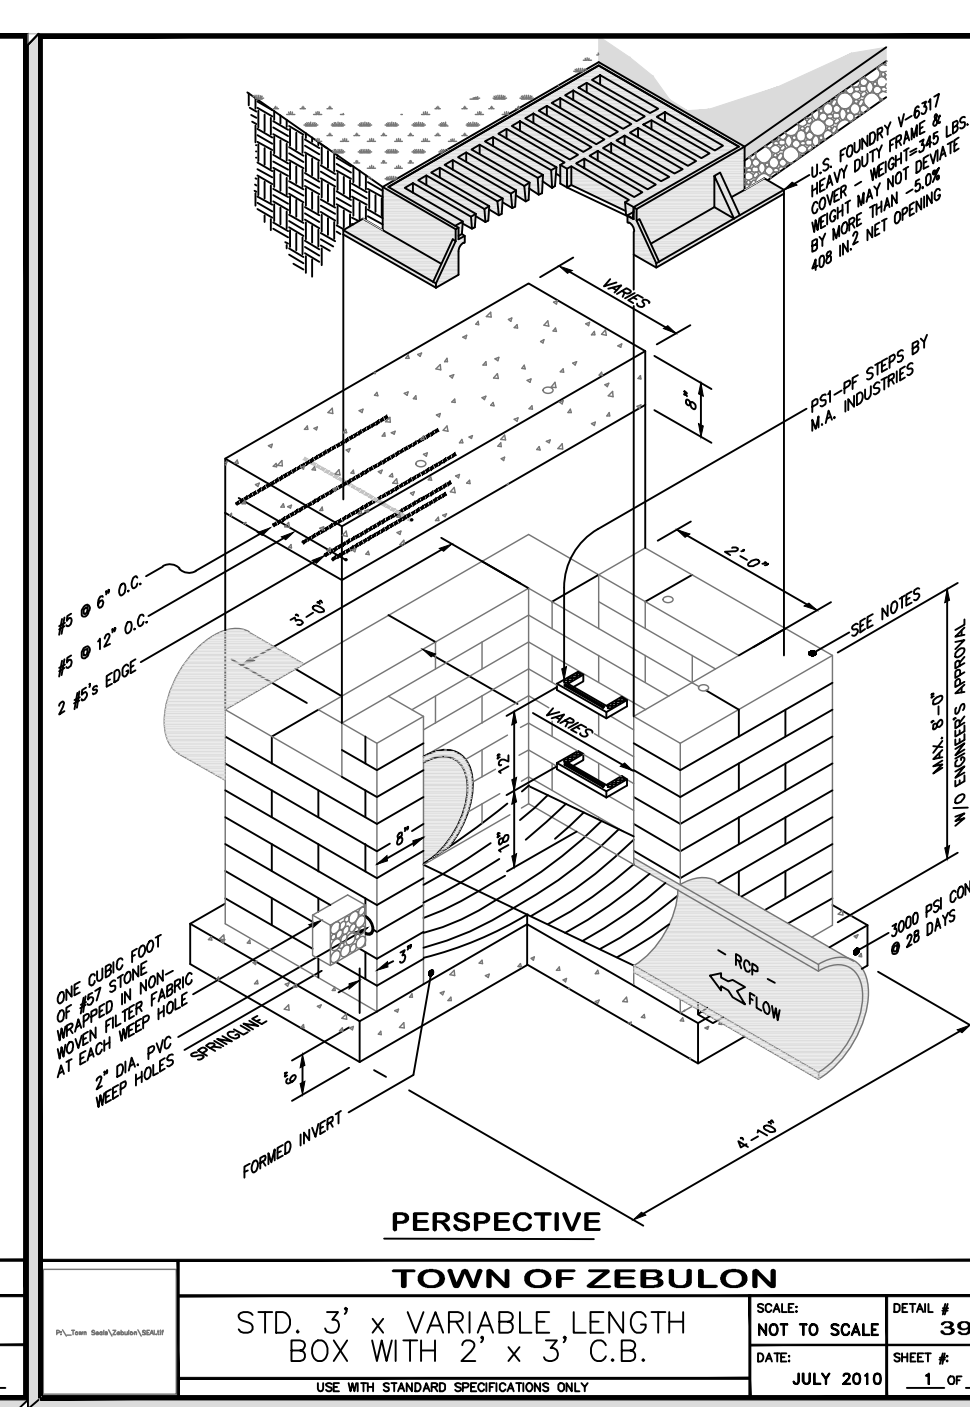 U.S. FOUNDRY V-6317
HEAVY DUTY FRAME &
COVER - WEIGHT=345 LBS.
WEIGHT MAY NOT DEVIATE
BY MORE THAN -5.0%
408 IN.2 NET OPENING
VARIES
8"
PS1-PF STEPS BY
M.A. INDUSTRIES
2'-0"
#5 @ 6" O.C.
#5 @ 12" O.C.
2 #5's EDGE
3'-0"
SEE NOTES
MAX. 8'-0"
W/O ENGINEER'S APPROVAL
VARIES
12"
18"
8"
3"
3000 PSI
@ 28 DAYS
RCP
FLOW
ONE CUBIC FOOT
OF #57 STONE
WRAPPED IN NON-
WOVEN FILTER FABRIC
AT EACH WEEP HOLE
2" DIA. PVC
WEEP HOLES
SPRINGLINE
6"
FORMED INVERT
4'-10"
PERSPECTIVE
TOWN OF ZEBULON
P:\_Town Seals\Zebulon\SEAL.tif
STD. 3' x VARIABLE LENGTH
BOX WITH 2' x 3' C.B.
USE WITH STANDARD SPECIFICATIONS ONLY
SCALE:
NOT TO SCALE
DATE:
JULY 2010
DETAIL #
39
SHEET #:
1 OF